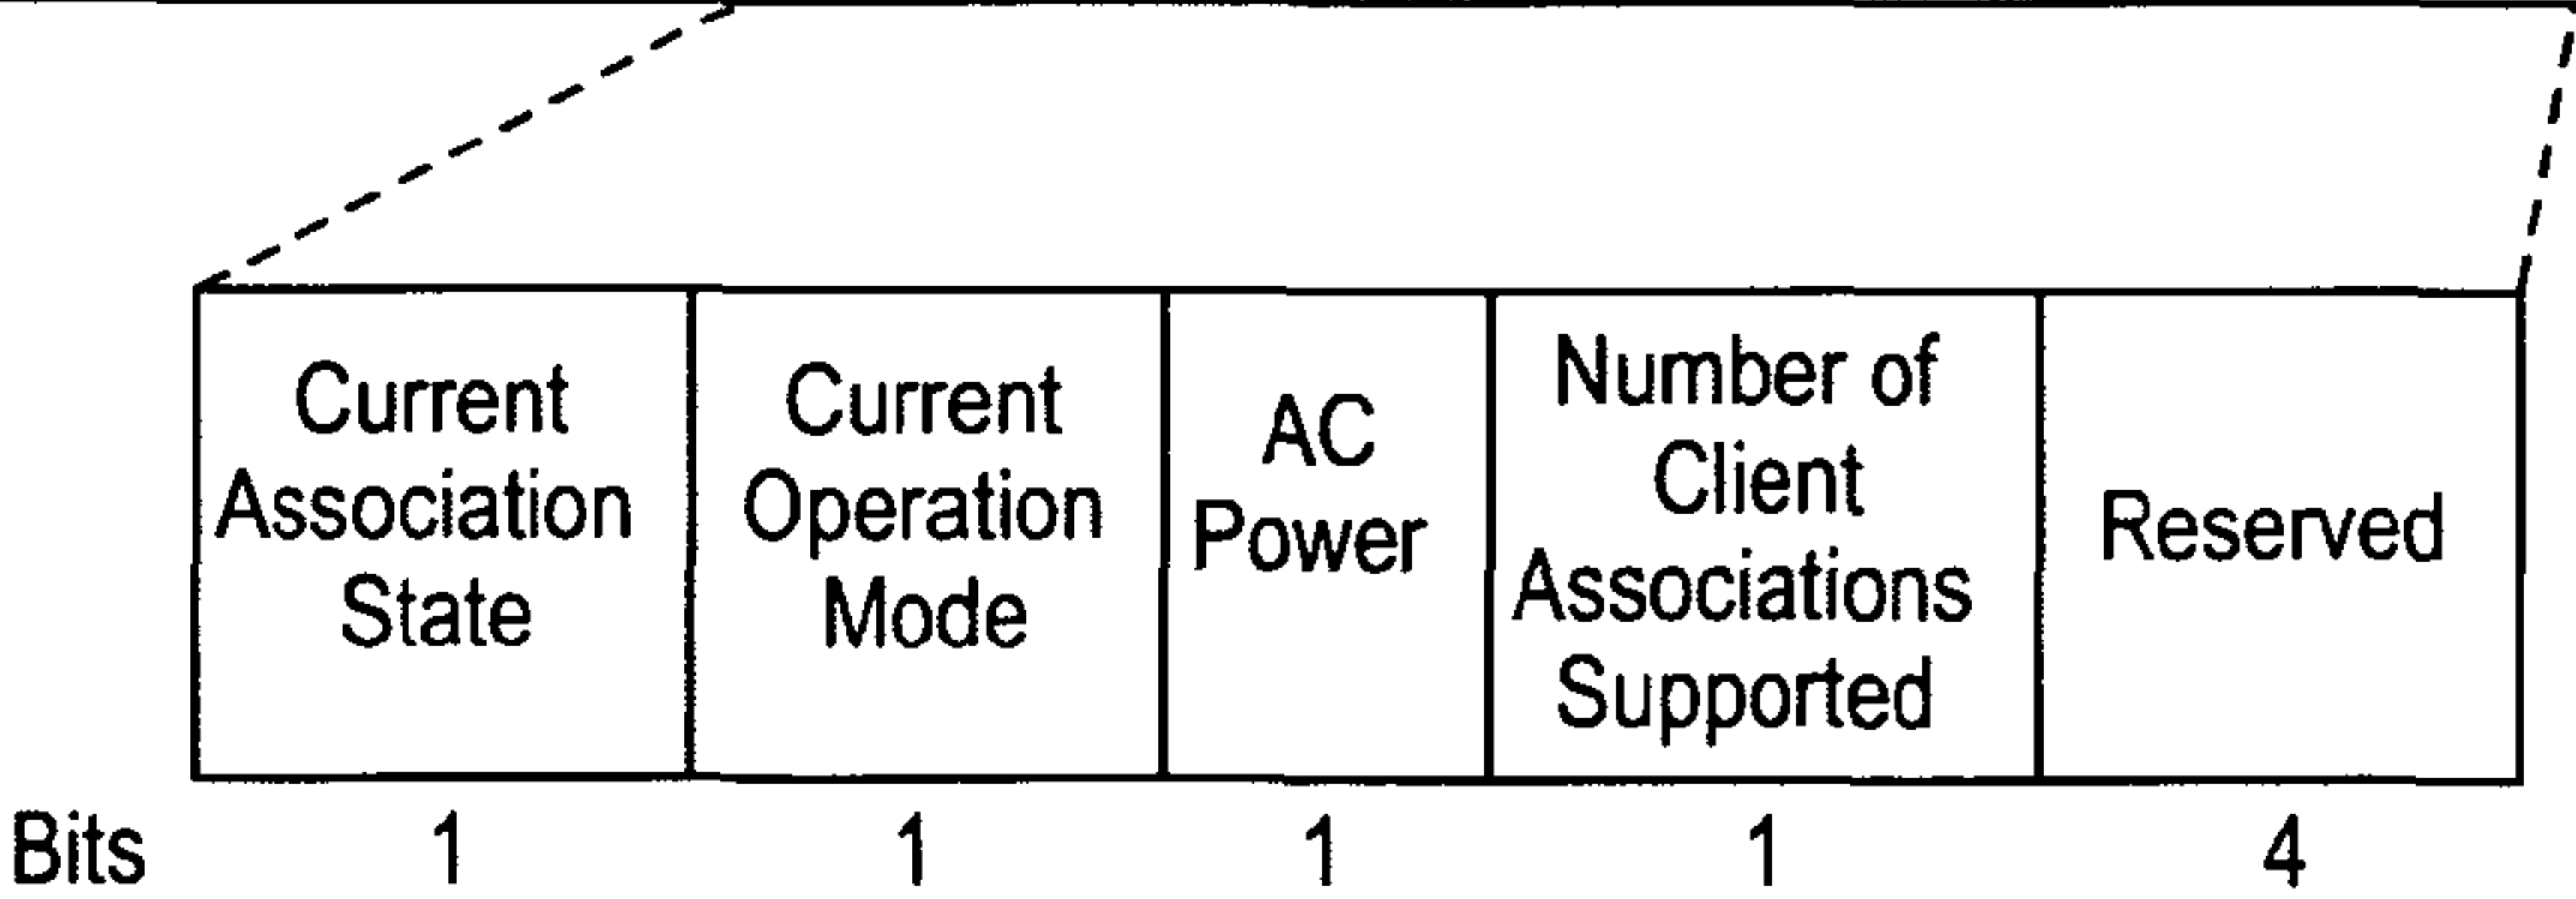 Current
Association
State
Current
Operation
Mode
AC
Power
Number of
Client
Associations
Supported
Reserved
Bits 1 1 1 1 4